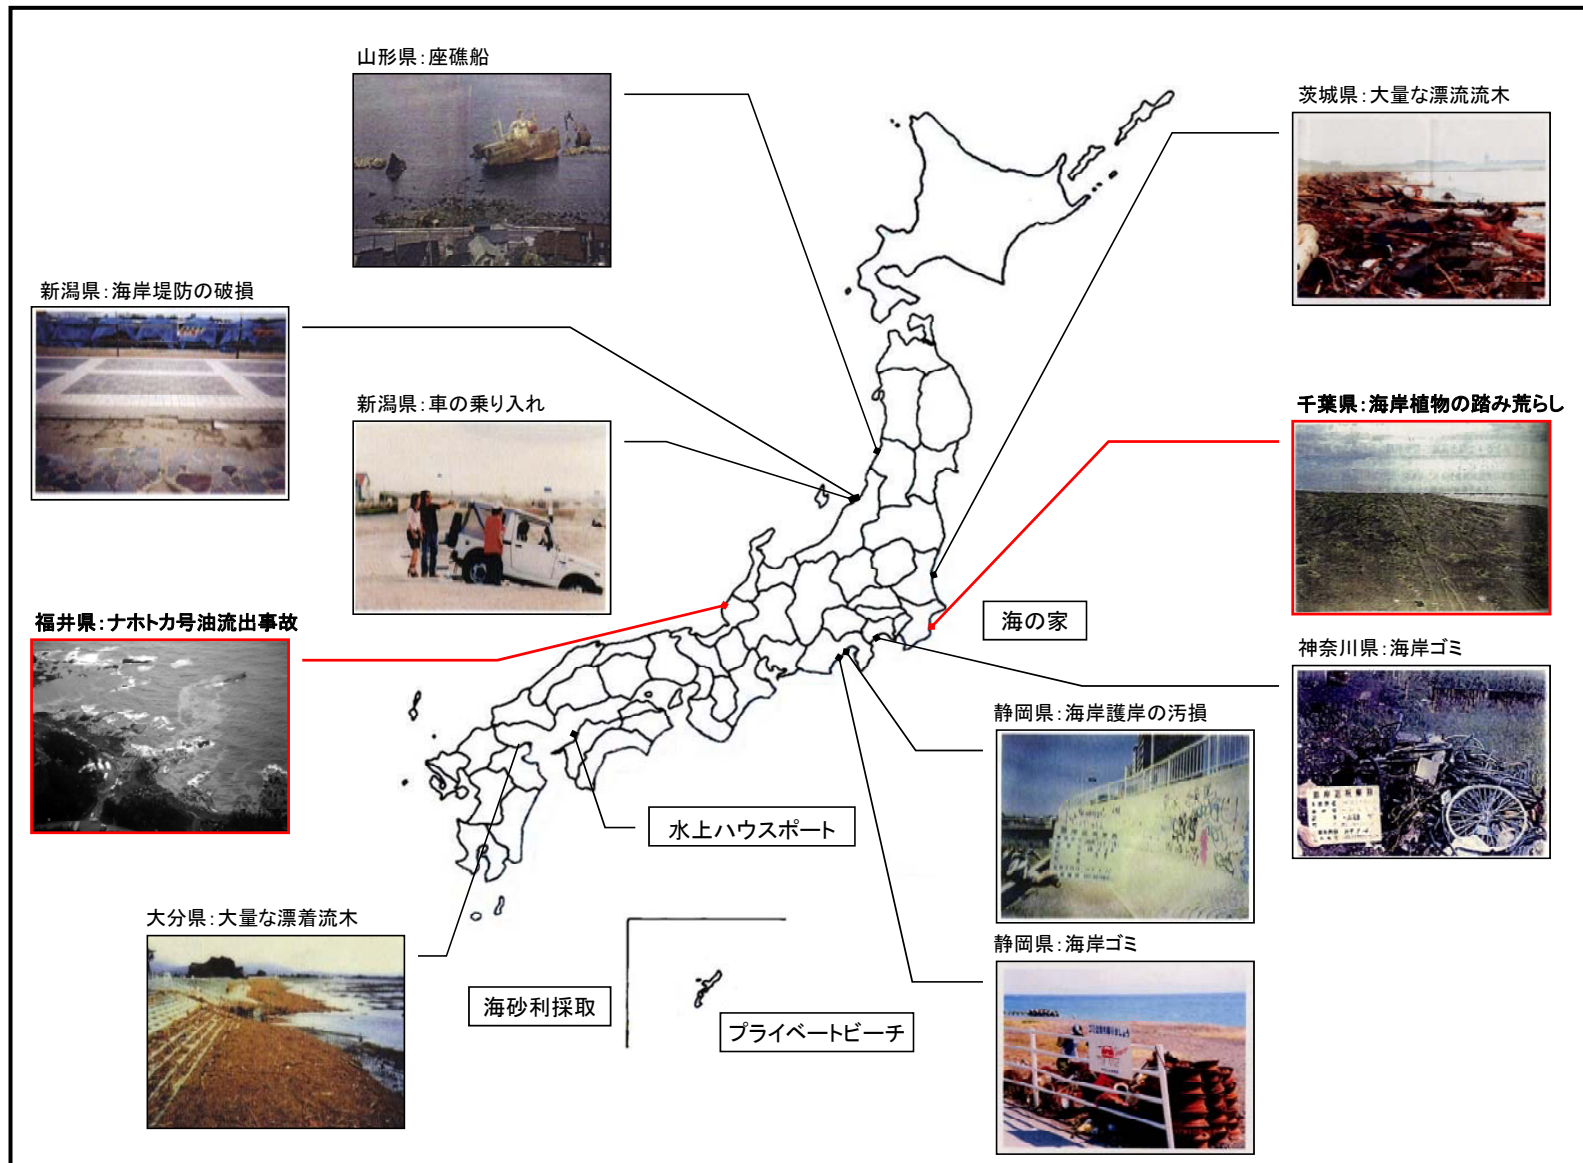 山形県：座礁船
茨城県：大量な漂流流木
新潟県：海岸堤防の破損
新潟県：車の乗り入れ
千葉県：海岸植物の踏み荒らし
福井県：ナホトカ号油流出事故
海の家
神奈川県：海岸ゴミ
静岡県：海岸護岸の汚損
水上ハウスポート
大分県：大量な漂着流木
静岡県：海岸ゴミ
海砂利採取
プライベートビーチ